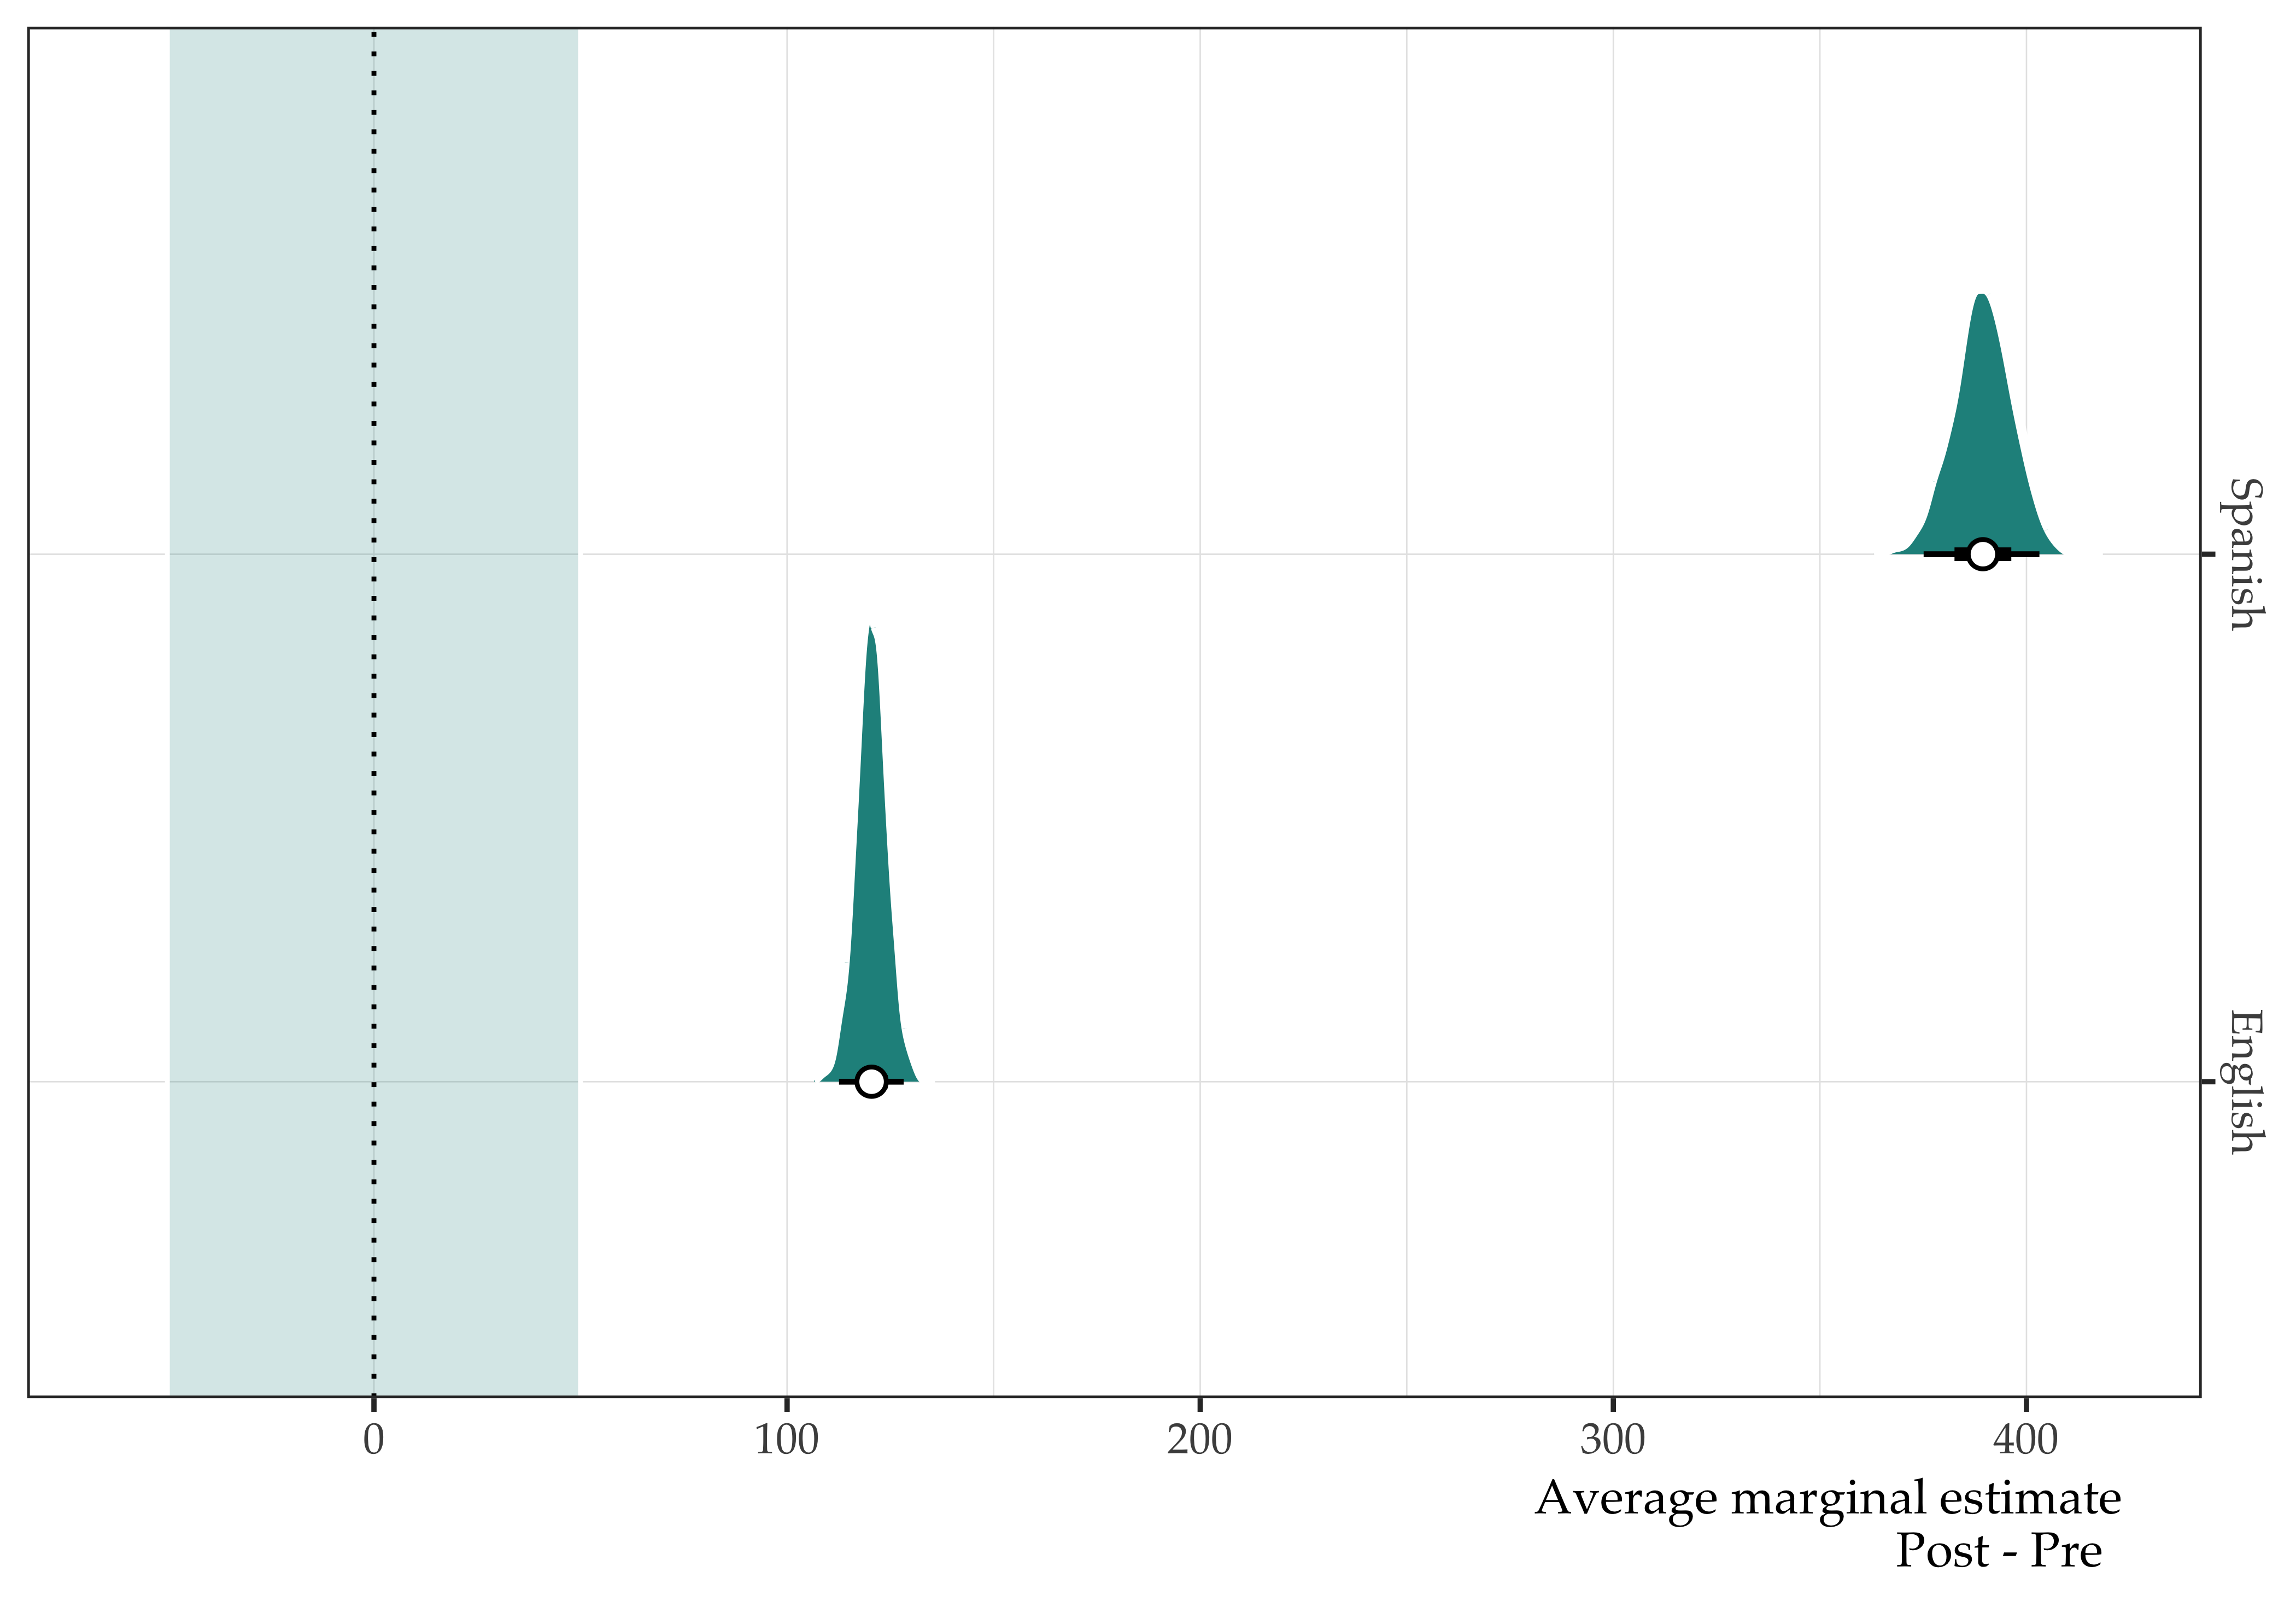 Spanish
English
0
100
200
300
400
Average marginal estimate
Post - Pre